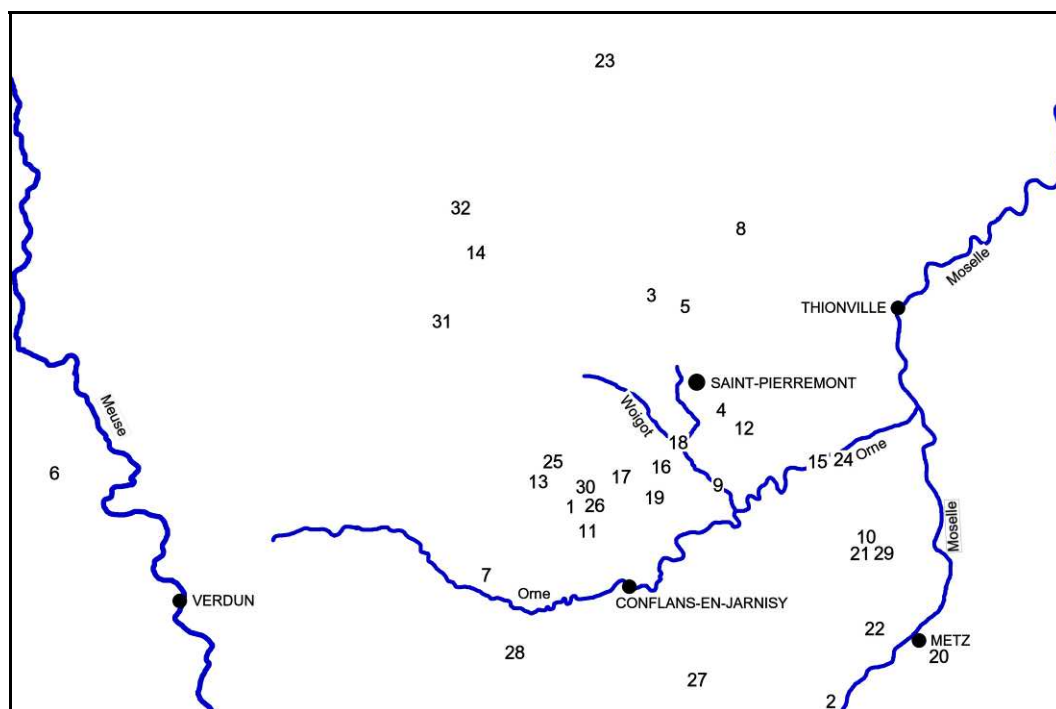 23
32
8
14
Moselle
3
5
THIONVILLE
31
SAINT-PIERREMONT
Meuse
Woigot
4
12
18
Orne
15 24
6
25
16
13
17
30
9
19
1 26
11
Moselle
10
21 29
7
Orne
CONFLANS-EN-JARNISY
VERDUN
22
METZ
28
20
27
2